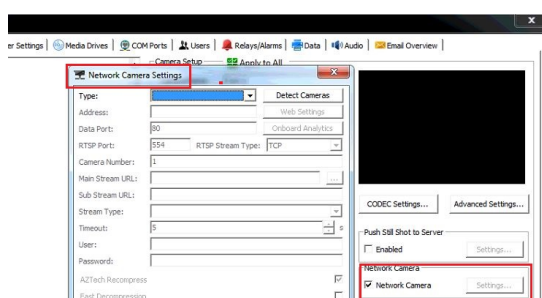 er Settings Media Drives COM Ports Users Relays/Alarms Data Audio Email Overview
Camera Setup Apply to All
Network Camera Settings
Type: Detect Cameras
Address: Web Settings
Data Port: 80 Onboard Analytics
RTSP Port: 554 RTSP Stream Type: TCP
Camera Number: 1
Main Stream URL: ...
Sub Stream URL:
Stream Type:
Timeout: 5 s
User:
Password:
AZTech Recompress
Fast Decompression
CODEC Settings... Advanced Settings...
Push Still Shot to Server
Enabled Settings...
Network Camera
Network Camera Settings...